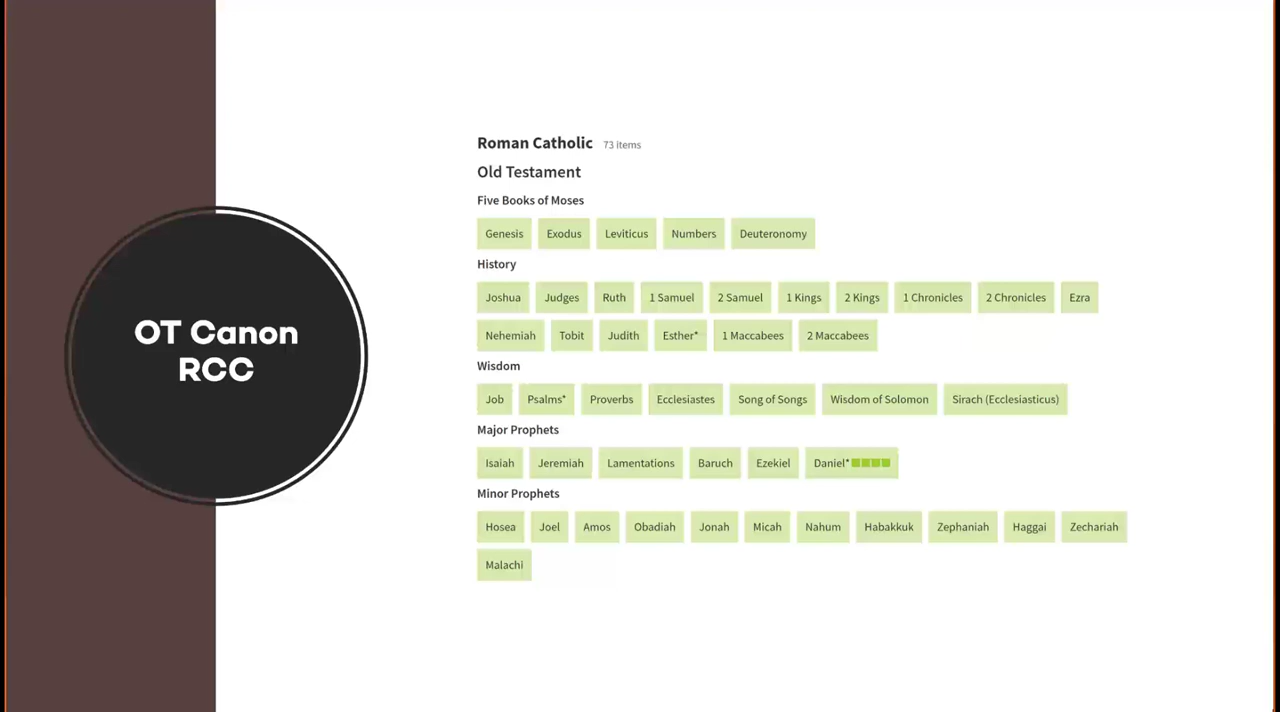 OT Canon
RCC
Roman Catholic 73 items
Old Testament
Five Books of Moses
Genesis Exodus Leviticus Numbers Deuteronomy
History
Joshua Judges Ruth 1 Samuel 2 Samuel 1 Kings 2 Kings 1 Chronicles 2 Chronicles Ezra
Nehemiah Tobit Judith Esther* 1 Maccabees 2 Maccabees
Wisdom
Job Psalms* Proverbs Ecclesiastes Song of Songs Wisdom of Solomon Sirach (Ecclesiasticus)
Major Prophets
Isaiah Jeremiah Lamentations Baruch Ezekiel Daniel*
Minor Prophets
Hosea Joel Amos Obadiah Jonah Micah Nahum Habakkuk Zephaniah Haggai Zechariah
Malachi